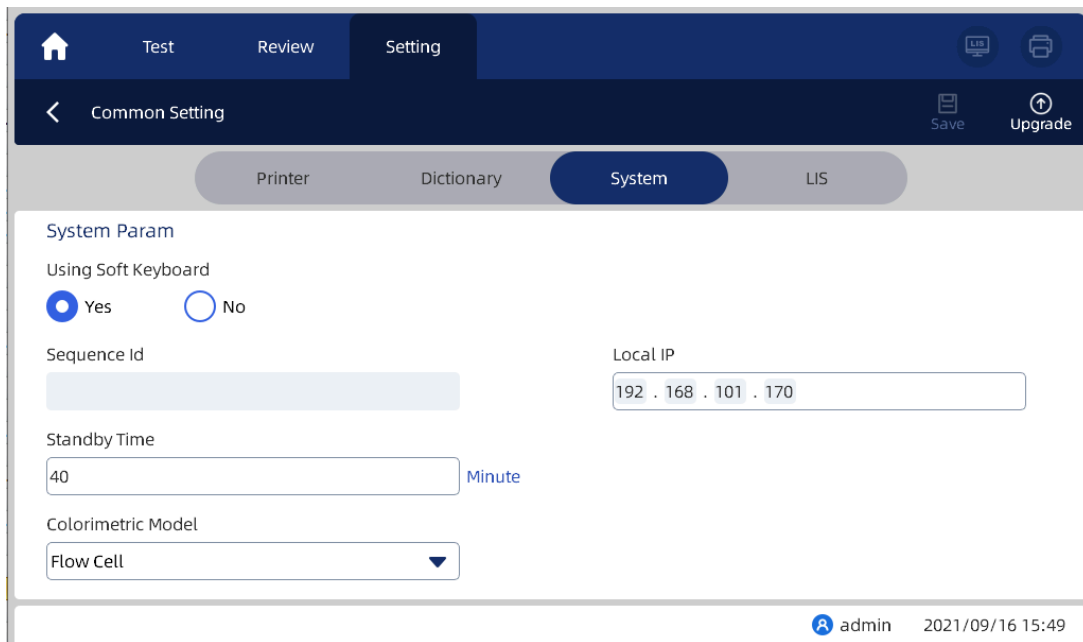 Test Review Setting LIS
Common Setting Save Upgrade
Printer Dictionary System LIS
System Param
Using Soft Keyboard
Yes No
Sequence Id Local IP
192 . 168 . 101 . 170
Standby Time
40 Minute
Colorimetric Model
Flow Cell
admin 2021/09/16 15:49